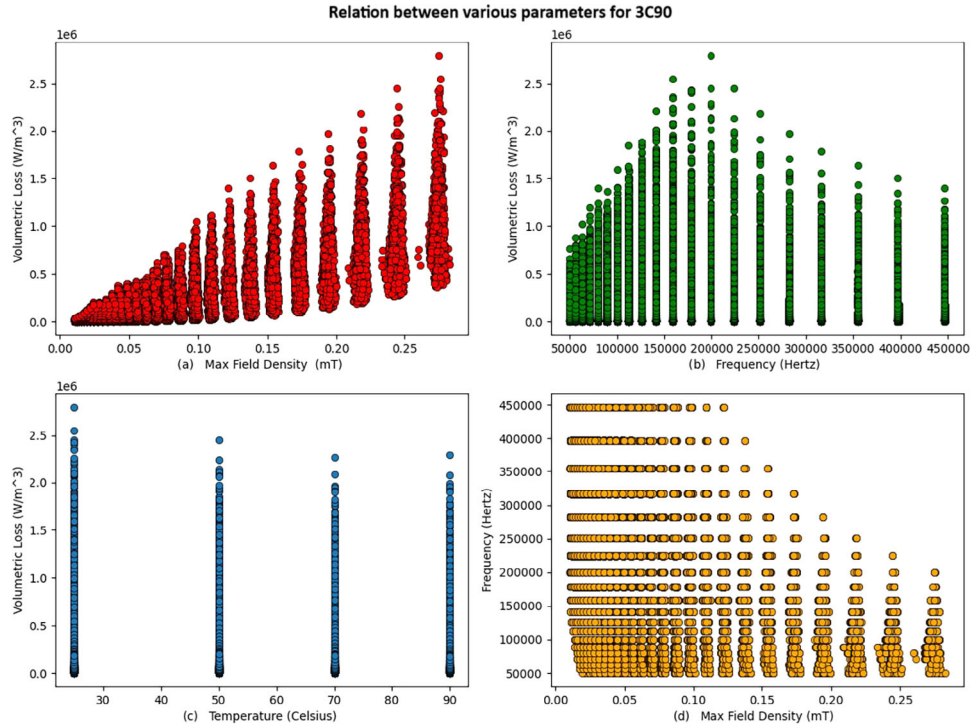 Relation between various parameters for 3C90
1e6
Volumetric Loss (W/m^3)
2.5
2.0
1.5
1.0
0.5
0.0
0.00 0.05 0.10 0.15 0.20 0.25
(a) Max Field Density (mT)
1e6
Volumetric Loss (W/m^3)
2.5
2.0
1.5
1.0
0.5
0.0
50000 100000 150000 200000 250000 300000 350000 400000 450000
(b) Frequency (Hertz)
1e6
Volumetric Loss (W/m^3)
2.5
2.0
1.5
1.0
0.5
0.0
30 40 50 60 70 80 90
(c) Temperature (Celsius)
Frequency (Hertz)
450000
400000
350000
300000
250000
200000
150000
100000
50000
0.00 0.05 0.10 0.15 0.20 0.25
(d) Max Field Density (mT)